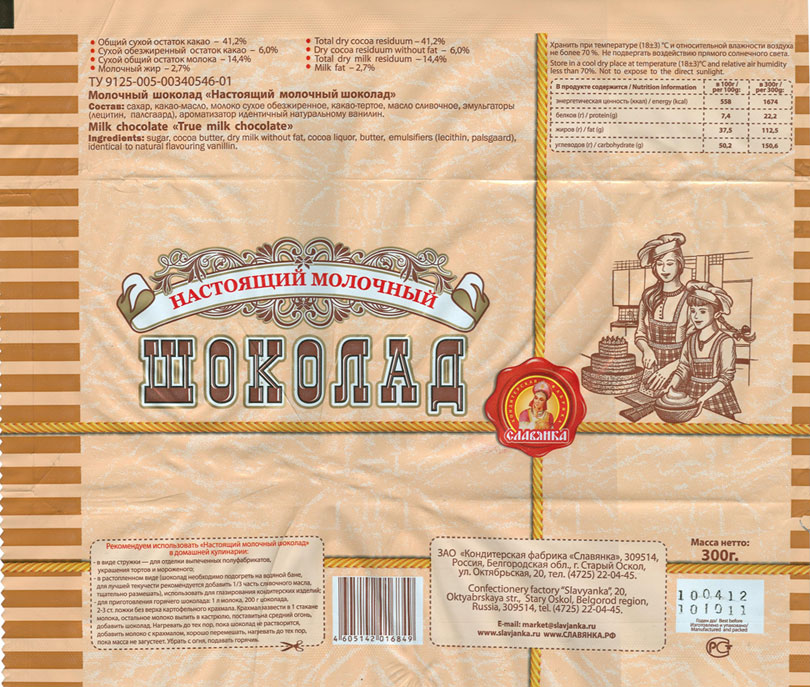 • Общий сухой остаток какао – 41,2%
• Сухой обезжиренный остаток какао – 6,0%
• Сухой остаток молока – 14,4%
• Молочный жир – 2,7%
• Total dry cocoa residuum – 41,2%
• Dry cocoa residuum without fat – 6,0%
• Total dry milk residuum – 14,4%
• Milk fat – 2,7%
ТУ 9125-005-00340546-01
Молочный шоколад «Настоящий молочный шоколад»
Состав: сахар, какао-масло, молоко сухое обезжиренное, какао-тертое, масло сливочное, эмульгаторы
(лецитин, палсгаард), ароматизатор идентичный натуральному ванилин.
Milk chocolate «True milk chocolate»
Ingredients: sugar, cocoa butter, dry milk without fat, cocoa liquor, butter, emulsifiers (lecithin, palsgaard),
identical to natural flavouring vanillin.
Хранить при температуре (18±3) °С и относительной влажности воздуха
не более 70 %. Не подвергать воздействию прямого солнечного света.
Store in a cool dry place at temperature (18±3)°C and relative air humidity
less than 70%. Not to expose to the direct sunlight.
В продукте содержится / Nutrition information в 100г / per 100g: в 300г / per 300g:
энергетическая ценность (ккал) / energy (kcal) 558 1674
белков (г) / protein(g) 7,4 22,2
жиров (г) / fat (g) 37,5 112,5
углеводов (г) / carbohydrate (g) 50,2 150,6
НАСТОЯЩИЙ МОЛОЧНЫЙ
ШОКОЛАД
КОНДИТЕРСКАЯ ФАБРИКА
СЛАВЯНКА
Рекомендуем использовать «Настоящий молочный шоколад»
в домашней кулинарии:
в виде стружки — для отделки выпеченных полуфабрикатов,
украшения тортов и мороженого;
в растопленном виде (шоколад необходимо подогреть на водяной бане,
для лучшей текучести рекомендуется добавить 1/3 часть сливочного масла,
тщательно размешать), использовать для глазирования кондитерских изделий;
для приготовления горячего шоколада: 1 л молока, 200 г шоколада,
2-3 ст. ложки без верха картофельного крахмала. Крахмал развести в 1 стакане
молока, остальное молоко вылить в кастрюлю, поставить на средний огонь,
добавить шоколад. Нагревать до тех пор, пока шоколад не растворится,
добавить молоко с крахмалом, хорошо перемешать, нагревать до тех пор,
пока масса не загустеет. Убрать с огня, подавать горячим.
4 605142 016849
ЗАО «Кондитерская фабрика «Славянка», 309514,
Россия, Белгородская обл., г. Старый Оскол,
ул. Октябрьская, 20, тел. (4725) 22-04-45.
Confectionery factory "Slavyanka", 20,
Oktyabrskaya str., Stary Oskol, Belgorod region,
Russia, 309514, tel. (4725) 22-04-45.
E-mail: market@slavjanka.ru
www.slavjanka.ru www.СЛАВЯНКА.РФ
Масса нетто:
300г.
100412
101011
Годен до/ Best before
Изготовлено и упаковано/
Manufactured and packed
РСТ